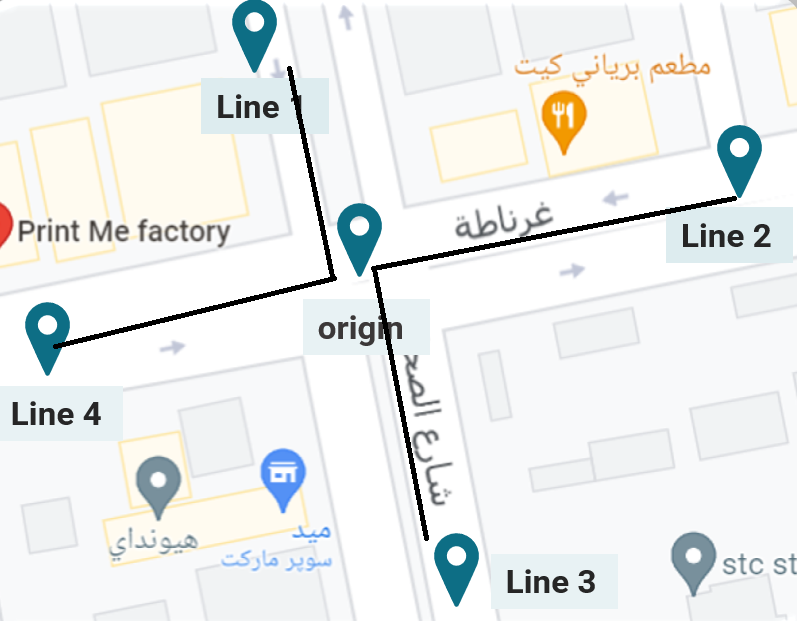 مطعم برياني كيت
Line 1
غرناطة
Print Me factory
Line 2
origin
Line 4
شارع الصح
هيونداي
ميد
سوبر ماركت
Line 3
stc st